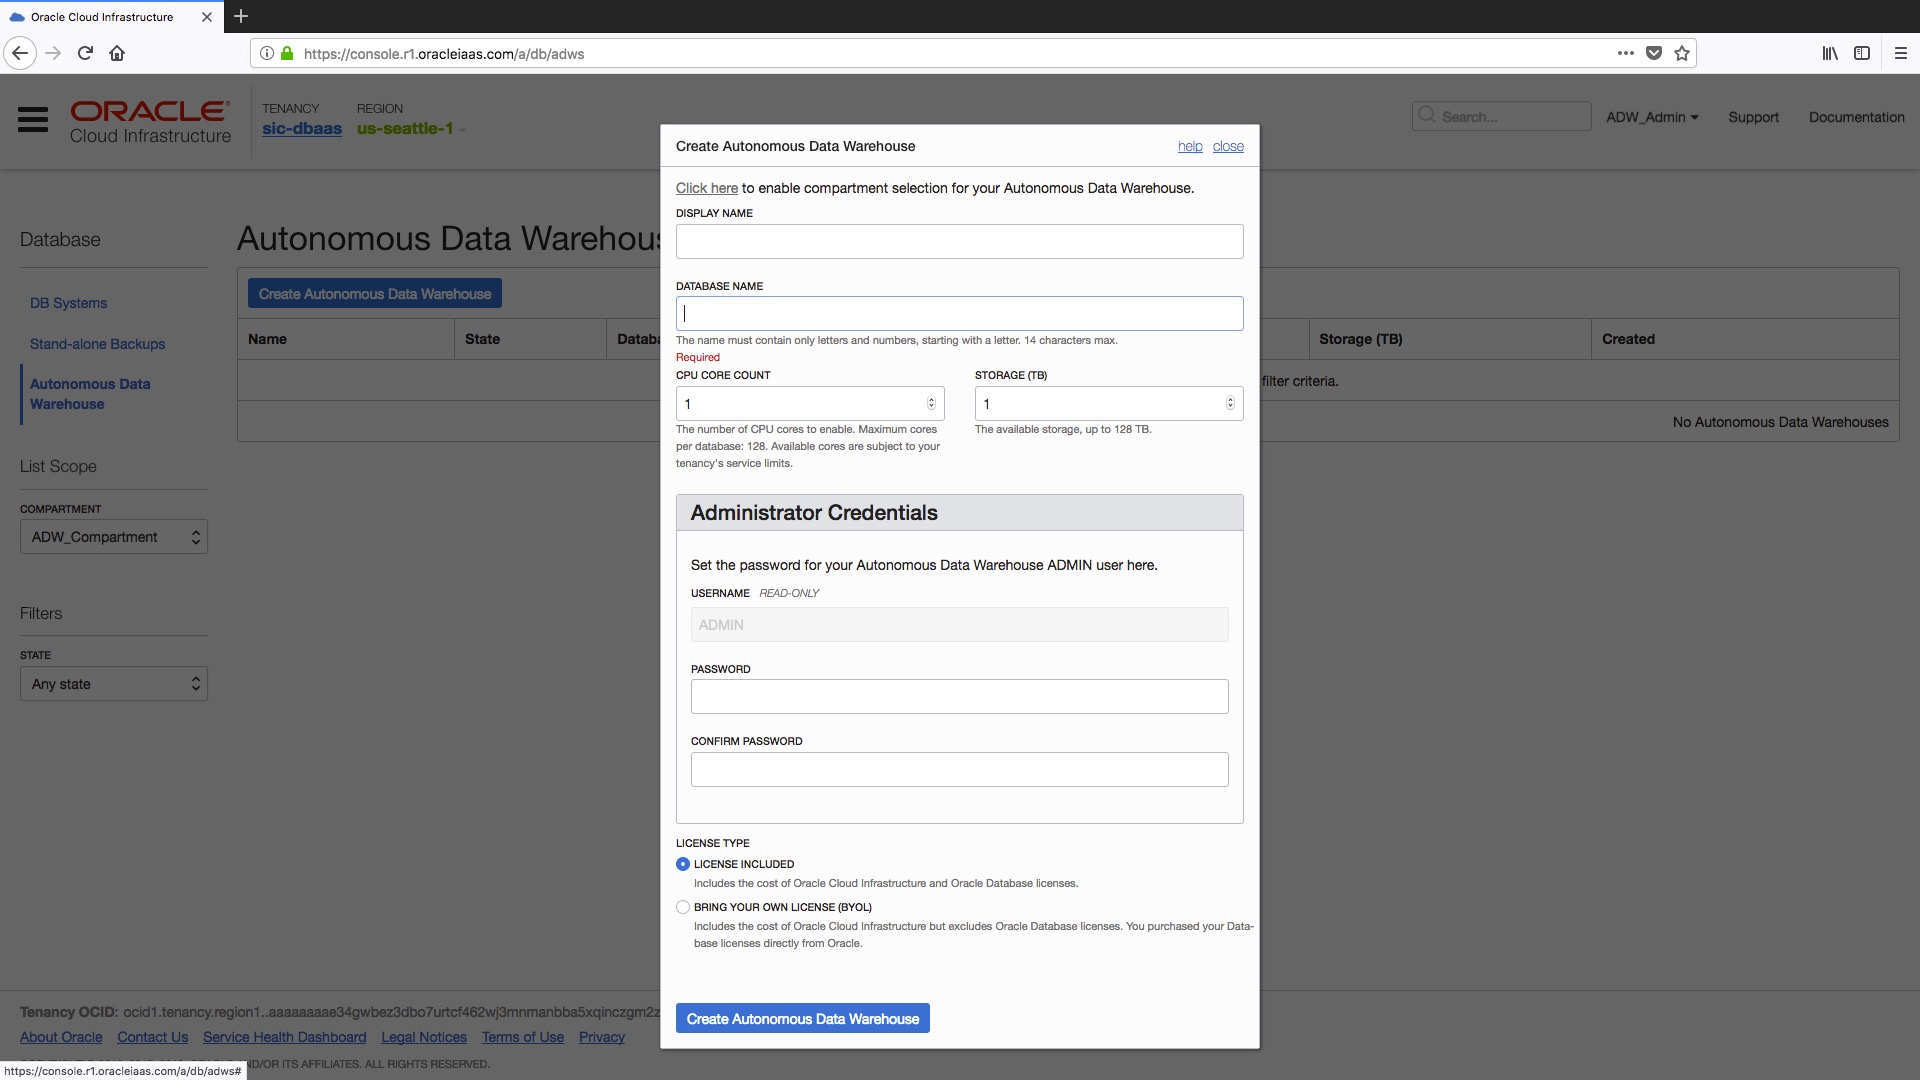 Oracle Cloud Infrastructure
https://console.r1.oracleiaas.com/a/db/adws
ORACLE
Cloud Infrastructure
TENANCY
sic-dbaas
REGION
us-seattle-1
Search...
ADW_Admin
Support
Documentation
Database
DB Systems
Stand-alone Backups
Autonomous Data
Warehouse
List Scope
COMPARTMENT
ADW_Compartment
Filters
STATE
Any state
Autonomous Data Warehous
Create Autonomous Data Warehouse
Name
State
Databa
Storage (TB)
Created
filter criteria.
No Autonomous Data Warehouses
Create Autonomous Data Warehouse
help
close
Click here to enable compartment selection for your Autonomous Data Warehouse.
DISPLAY NAME
DATABASE NAME
The name must contain only letters and numbers, starting with a letter. 14 characters max.
Required
CPU CORE COUNT
1
The number of CPU cores to enable. Maximum cores
per database: 128. Available cores are subject to your
tenancy's service limits.
STORAGE (TB)
1
The available storage, up to 128 TB.
Administrator Credentials
Set the password for your Autonomous Data Warehouse ADMIN user here.
USERNAME READ-ONLY
ADMIN
PASSWORD
CONFIRM PASSWORD
LICENSE TYPE
LICENSE INCLUDED
Includes the cost of Oracle Cloud Infrastructure and Oracle Database licenses.
BRING YOUR OWN LICENSE (BYOL)
Includes the cost of Oracle Cloud Infrastructure but excludes Oracle Database licenses. You purchased your Data-
base licenses directly from Oracle.
Create Autonomous Data Warehouse
Tenancy OCID: ocid1.tenancy.region1..aaaaaaaae34gwbez3dbo7urtcf462wj3mnmanbba5xqinczgm2z
About Oracle
Contact Us
Service Health Dashboard
Legal Notices
Terms of Use
Privacy
ND/OR ITS AFFILIATES. ALL RIGHTS RESERVED.
https://console.r1.oracleiaas.com/a/db/adws#